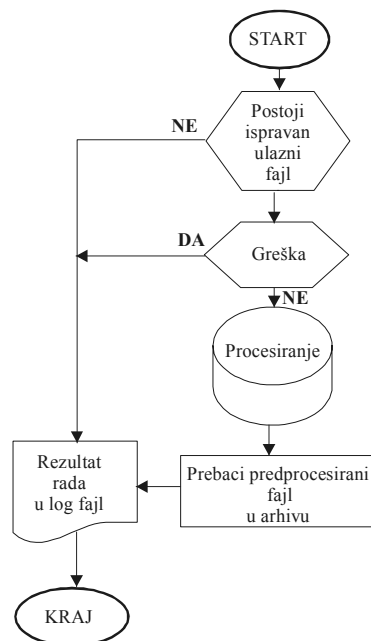 START
Postoji
ispravan
ulazni
fajl
NE
DA
Greška
NE
Procesiranje
Rezultat
rada
u log fajl
Prebaci predprocesirani
fajl
u arhivu
KRAJ